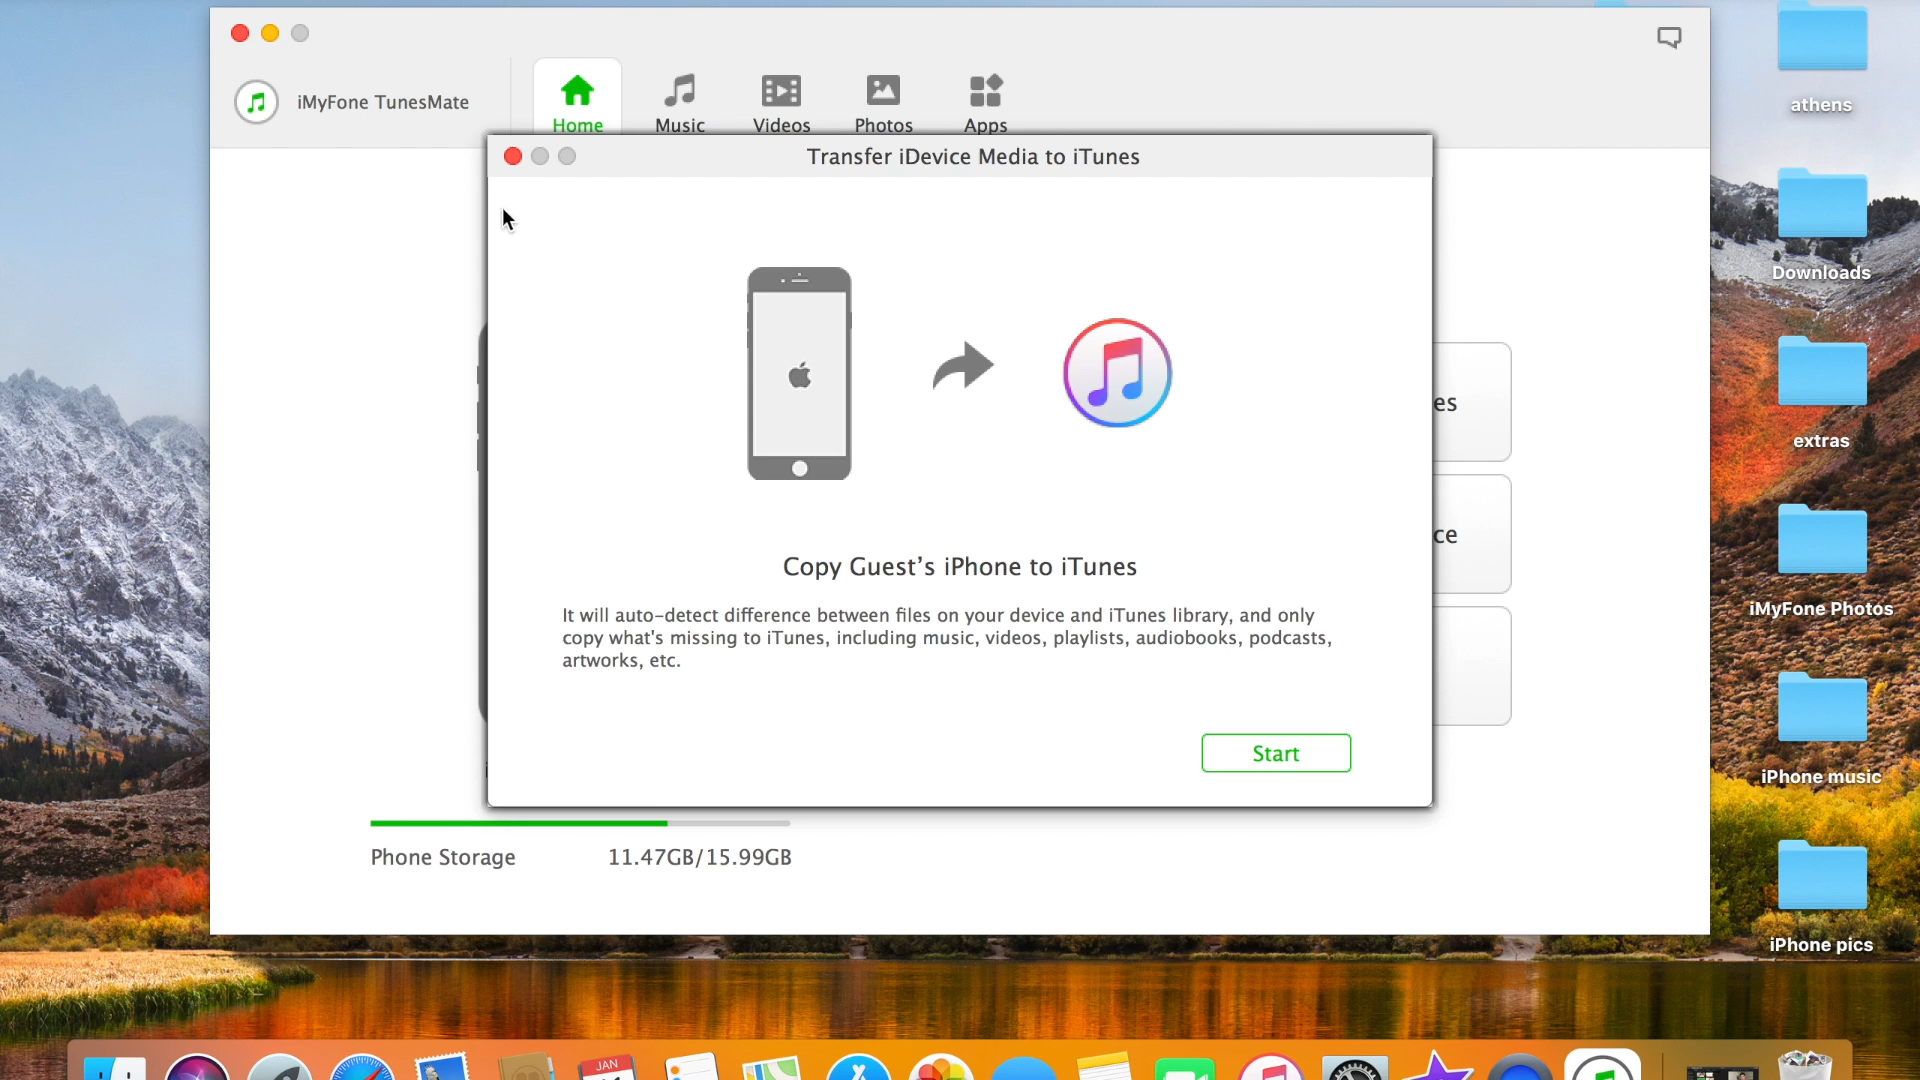 iMyFone TunesMate
Home
Music
Videos
Photos
Apps
Transfer iDevice Media to iTunes
Copy Guest’s iPhone to iTunes
It will auto-detect difference between files on your device and iTunes library, and only
copy what's missing to iTunes, including music, videos, playlists, audiobooks, podcasts,
artworks, etc.
Start
es
ce
Phone Storage
11.47GB/15.99GB
athens
Downloads
extras
iMyFone Photos
iPhone music
iPhone pics
JAN